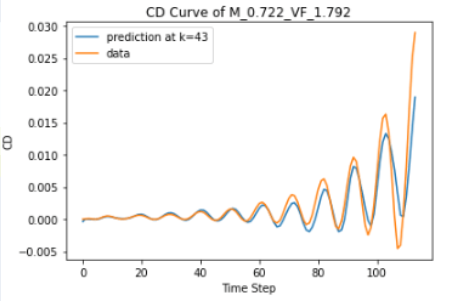 CD Curve of M_0.722_VF_1.792
prediction at k=43
data
0.030
0.025
0.020
0.015
0.010
0.005
0.000
−0.005
CD
0 20 40 60 80 100
Time Step